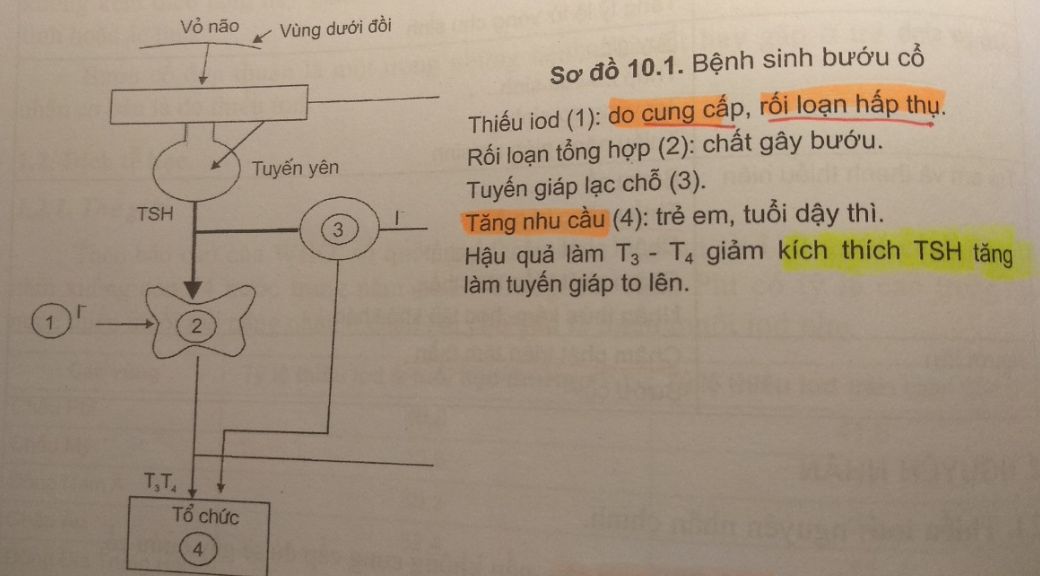 Vỏ não
Vùng dưới đồi
Tuyến yên
TSH
3
I⁻
1
I⁻
2
T₃T₄
Tổ chức
4
Sơ đồ 10.1. Bệnh sinh bướu cổ
Thiếu iod (1): do cung cấp, rối loạn hấp thụ.
Rối loạn tổng hợp (2): chất gây bướu.
Tuyến giáp lạc chỗ (3).
Tăng nhu cầu (4): trẻ em, tuổi dậy thì.
Hậu quả làm T₃ - T₄ giảm kích thích TSH tăng
làm tuyến giáp to lên.